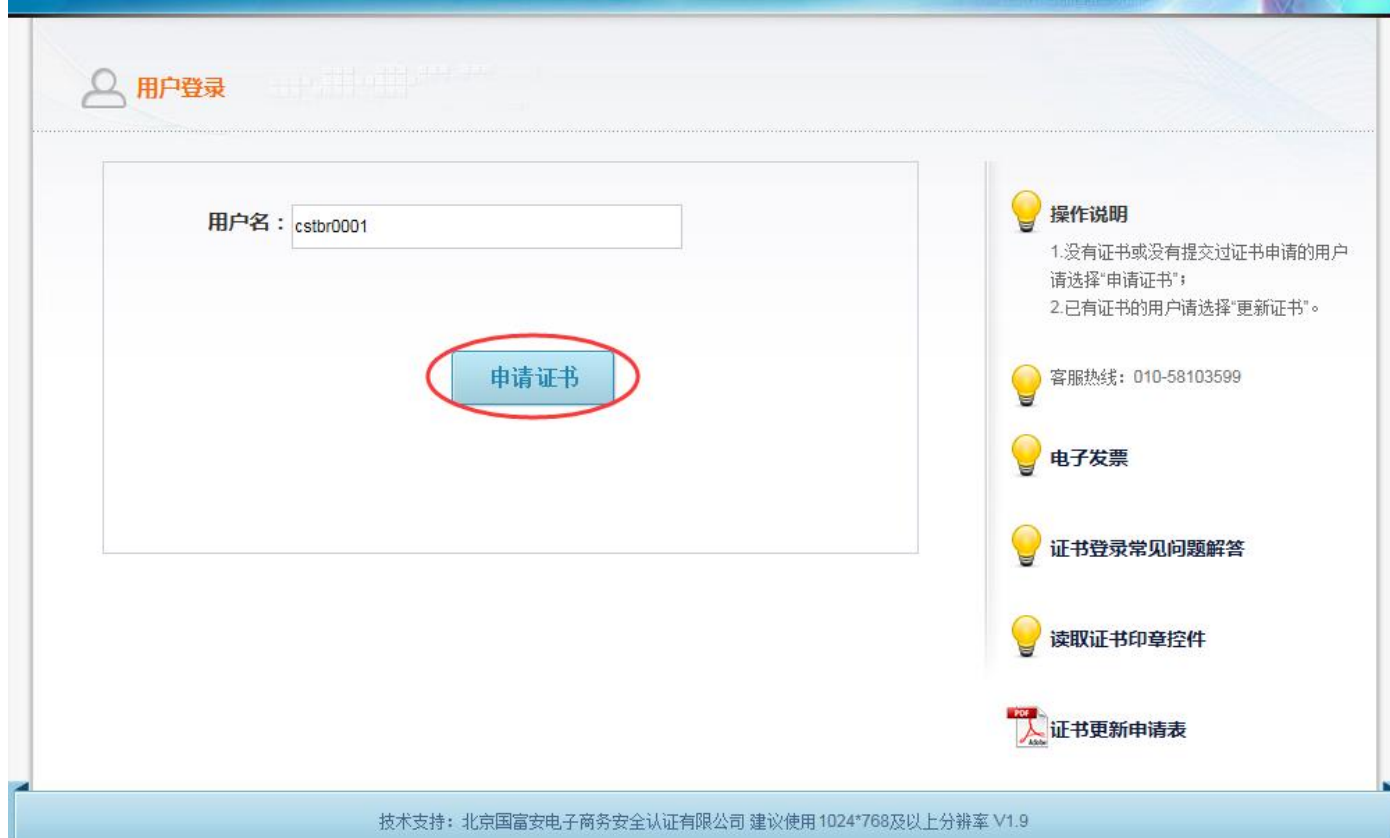 用户登录
用户名：
cstbr0001
申请证书
操作说明
1.没有证书或没有提交过证书申请的用户
请选择“申请证书”；
2.已有证书的用户请选择“更新证书”。
客服热线：010-58103599
电子发票
证书登录常见问题解答
读取证书印章控件
PDF
Adobe
证书更新申请表
技术支持：北京国富安电子商务安全认证有限公司 建议使用1024*768及以上分辨率 V1.9